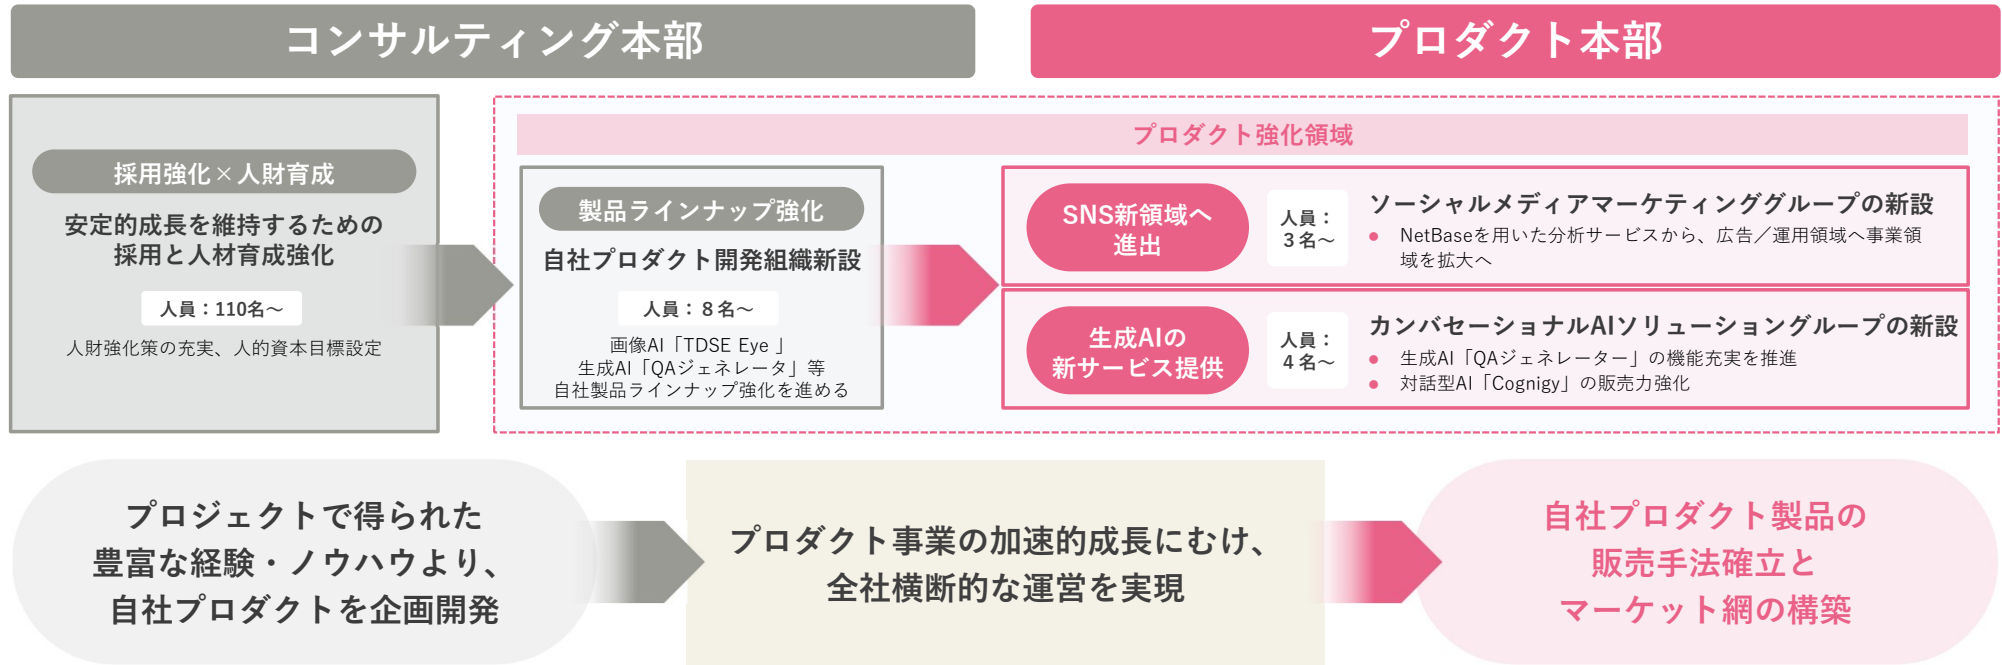 コンサルティング本部
プロダクト本部
採用強化×人財育成
安定的成長を維持するための
採用と人材育成強化
人員：110名～
人財強化策の充実、人的資本目標設定
プロダクト強化領域
製品ラインナップ強化
自社プロダクト開発組織新設
人員：８名～
画像AI「TDSE Eye 」
生成AI「QAジェネレータ」等
自社製品ラインナップ強化を進める
SNS新領域へ
進出
人員：
３名～
ソーシャルメディアマーケティンググループの新設
● NetBaseを用いた分析サービスから、広告／運用領域へ事業領
域を拡大へ
生成AIの
新サービス提供
人員：
４名～
カンバセーショナルAIソリューショングループの新設
● 生成AI「QAジェネレーター」の機能充実を推進
● 対話型AI「Cognigy」の販売力強化
プロジェクトで得られた
豊富な経験・ノウハウより、
自社プロダクトを企画開発
プロダクト事業の加速的成長にむけ、
全社横断的な運営を実現
自社プロダクト製品の
販売手法確立と
マーケット網の構築